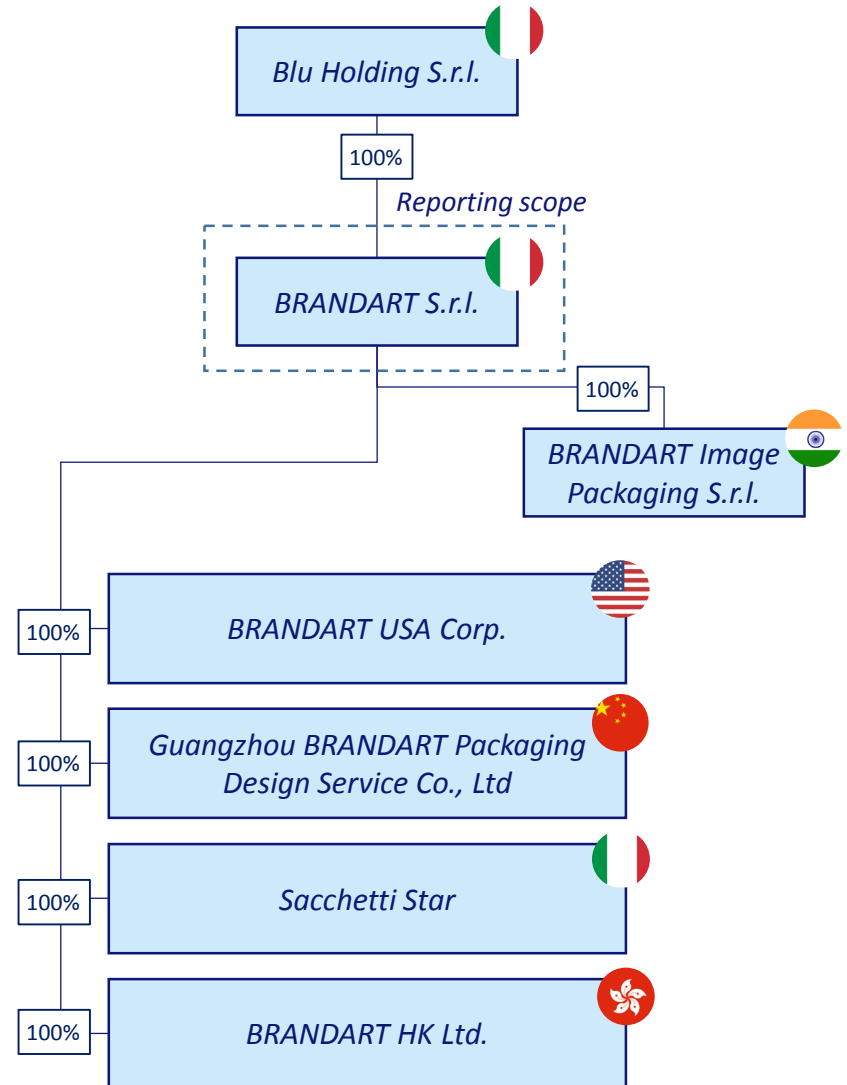 Blu Holding S.r.l.
100%
Reporting scope
BRANDART S.r.l.
100%
BRANDART Image
Packaging S.r.l.
100%
BRANDART USA Corp.
100%
Guangzhou BRANDART Packaging
Design Service Co., Ltd
100%
Sacchetti Star
100%
BRANDART HK Ltd.